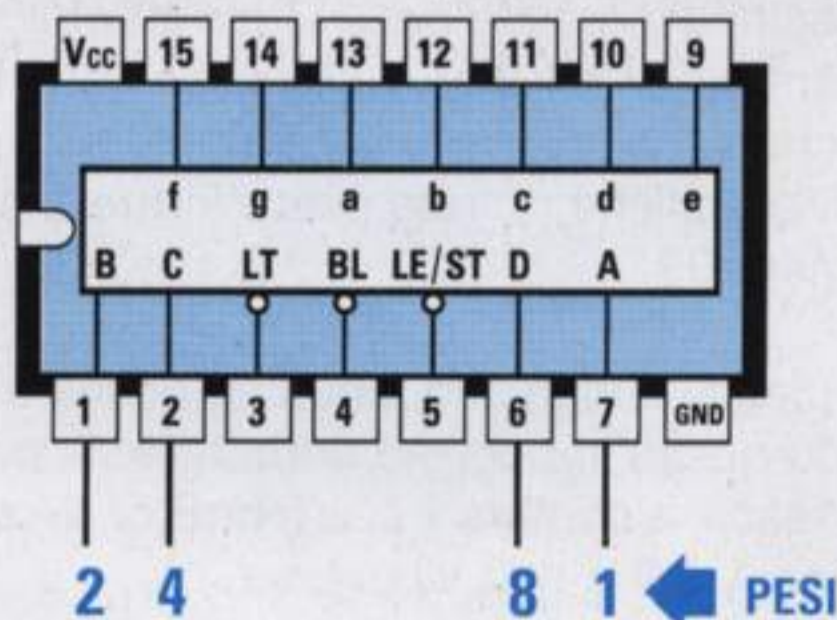 Vcc 15 14 13 12 11 10 9
f g a b c d e
B C LT BL LE/ST D A
1 2 3 4 5 6 7 GND
2 4 8 1 PESI